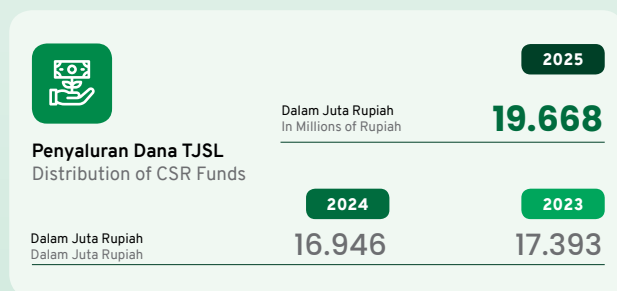 2025
Dalam Juta Rupiah
In Millions of Rupiah
19.668
Penyaluran Dana TJSL
Distribution of CSR Funds
2024
2023
Dalam Juta Rupiah
Dalam Juta Rupiah
16.946
17.393